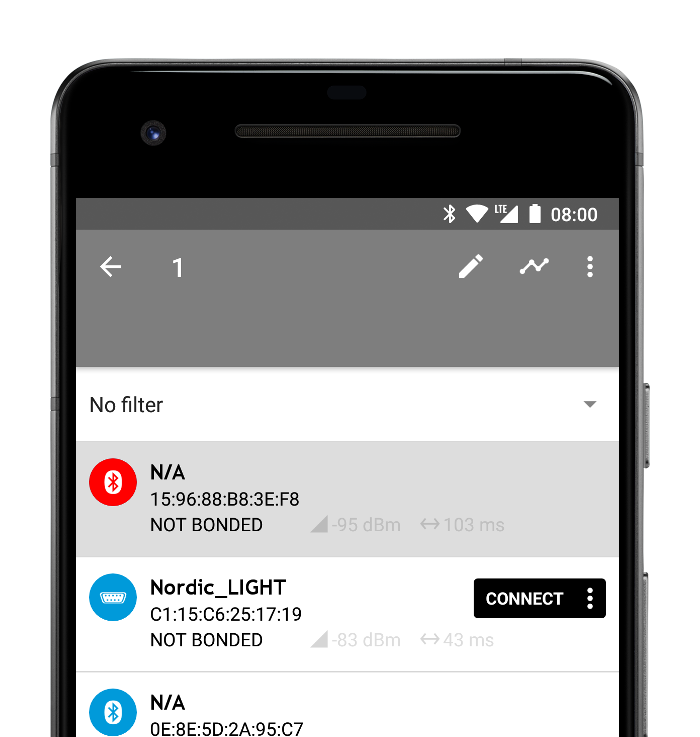 LTE 08:00
1
No filter
N/A
15:96:88:B8:3E:F8
NOT BONDED -95 dBm 103 ms
Nordic_LIGHT
CONNECT
C1:15:C6:25:17:19
NOT BONDED -83 dBm 43 ms
N/A
0E:8E:5D:2A:95:C7